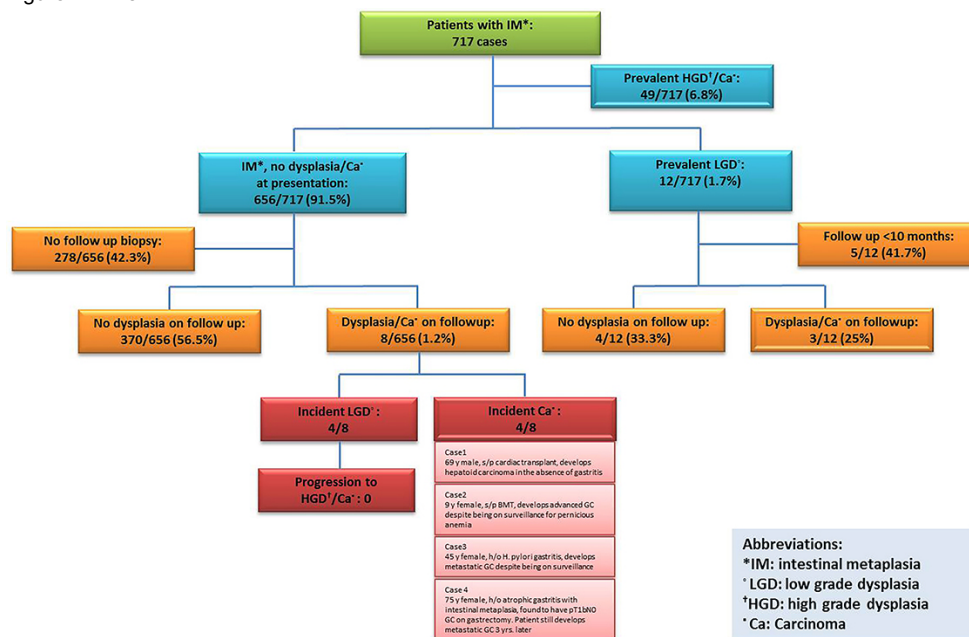 Patients with IM*:
717 cases
Prevalent HGD†/Ca•:
49/717 (6.8%)
IM*, no dysplasia/Ca•
at presentation:
656/717 (91.5%)
Prevalent LGD°:
12/717 (1.7%)
No follow up biopsy:
278/656 (42.3%)
Follow up <10 months:
5/12 (41.7%)
No dysplasia on follow up:
370/656 (56.5%)
Dysplasia/Ca• on followup:
8/656 (1.2%)
No dysplasia on follow up:
4/12 (33.3%)
Dysplasia/Ca• on followup:
3/12 (25%)
Incident LGD°:
4/8
Incident Ca•:
4/8
Progression to
HGD†/Ca•: 0
Case1
69 y male, s/p cardiac transplant, develops
hepatoid carcinoma in the absence of gastritis
Case2
9 y female, s/p BMT, develops advanced GC
despite being on surveillance for pernicious
anemia
Case3
45 y female, h/o H. pylori gastritis, develops
metastatic GC despite being on surveillance
Case 4
75 y female, h/o atrophic gastritis with
intestinal metaplasia, found to have pT1bN0
GC on gastrectomy. Patient still develops
metastatic GC 3 yrs. later
Abbreviations:
*IM: intestinal metaplasia
°LGD: low grade dysplasia
†HGD: high grade dysplasia
•Ca: Carcinoma